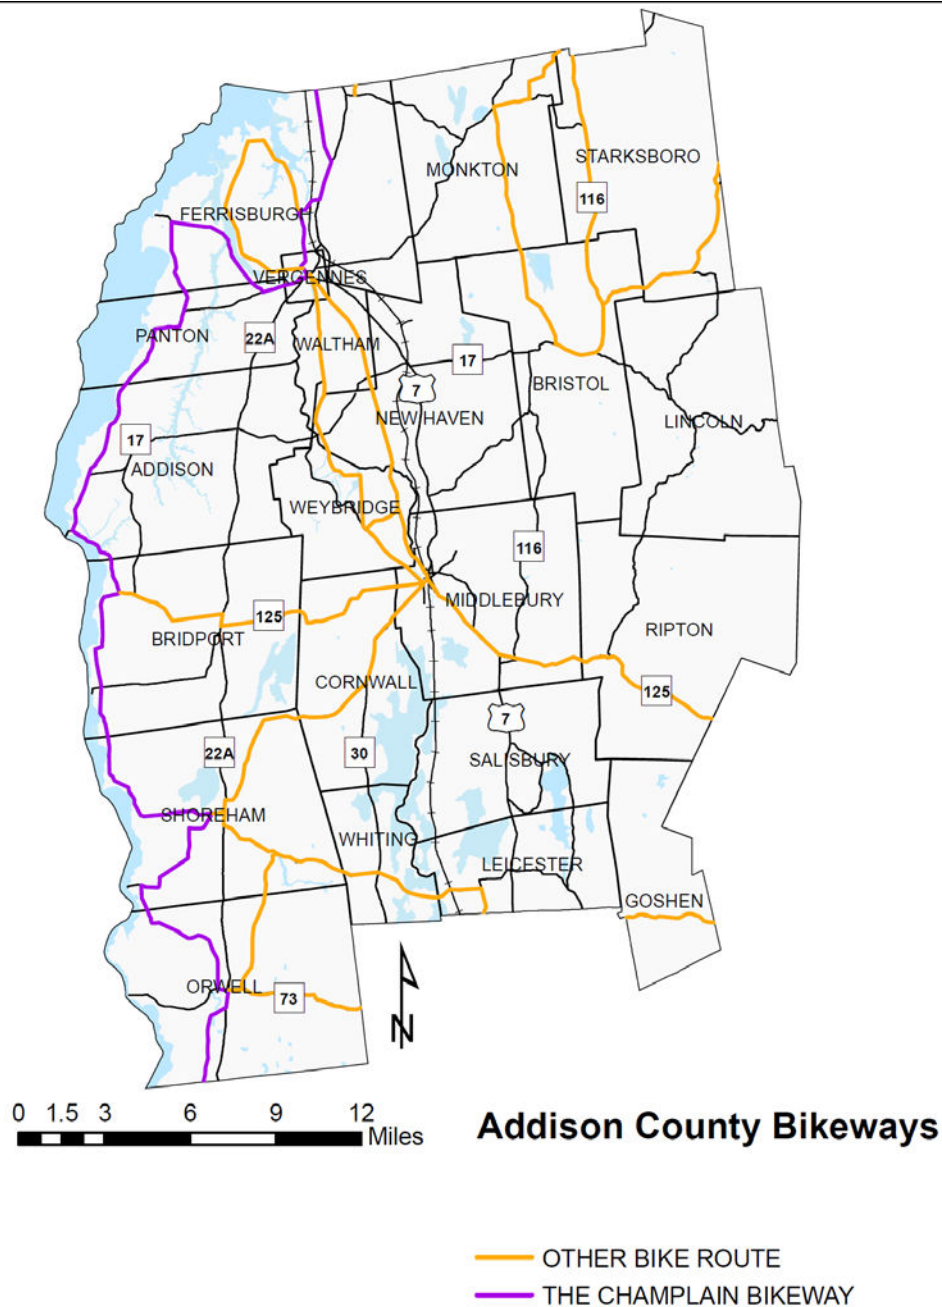 MONKTON
STARKSBORO
116
FERRISBURGH
VERGENNES
PANTON
22A
WALTHAM
17
7
BRISTOL
NEW HAVEN
LINCOLN
17
ADDISON
WEYBRIDGE
116
MIDDLEBURY
125
BRIDPORT
RIPTON
CORNWALL
125
7
22A
30
SALISBURY
SHOREHAM
WHITING
LEICESTER
GOSHEN
ORWELL
73
N
0 1.5 3 6 9 12
Miles
Addison County Bikeways
OTHER BIKE ROUTE
THE CHAMPLAIN BIKEWAY